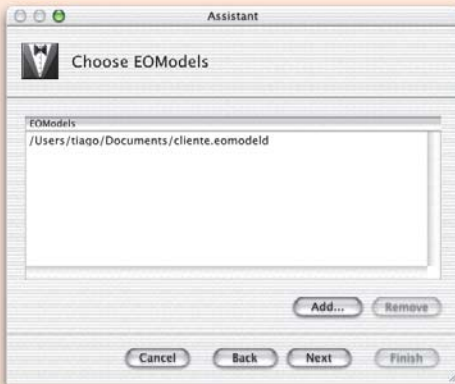 Assistant
Choose EOModels
EOModels
/Users/tiago/Documents/cliente.eomodeld
Add... Remove
Cancel Back Next Finish